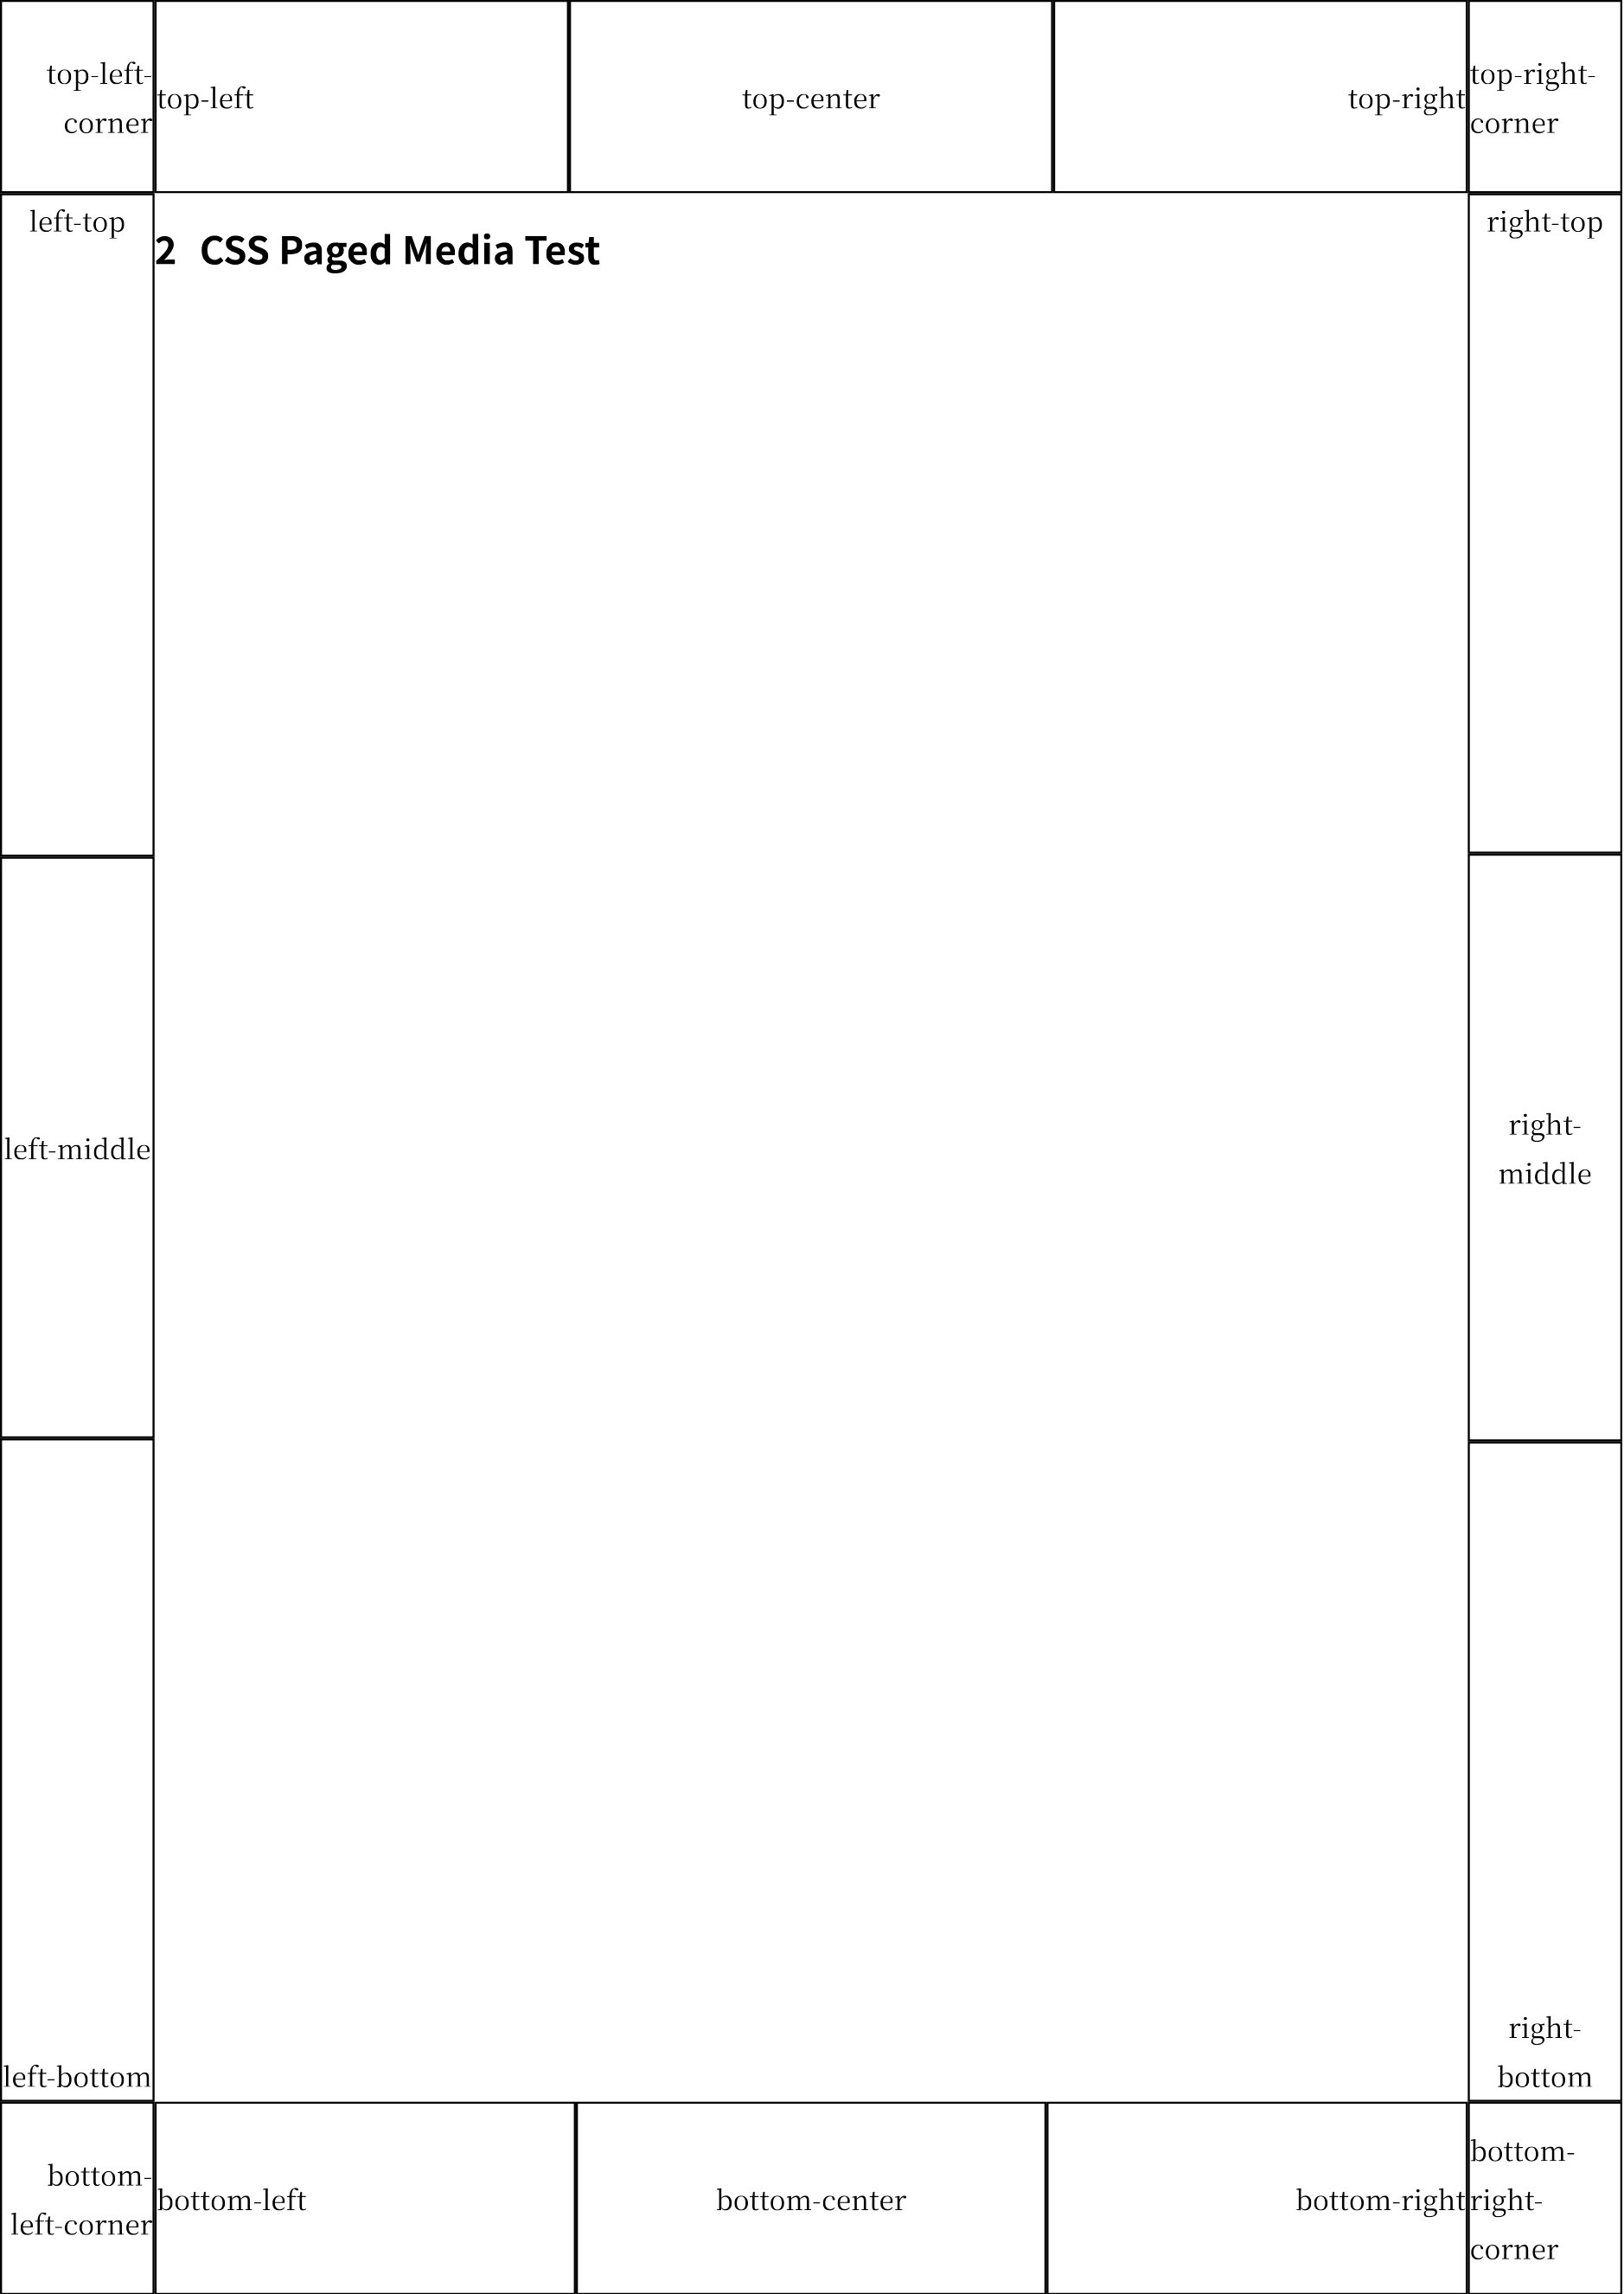 top-left-
corner
top-left
top-center
top-right
top-right-
corner
left-top
2 CSS Paged Media Test
right-top
left-middle
right-
middle
left-bottom
right-
bottom
bottom-
left-corner
bottom-left
bottom-center
bottom-right
bottom-
right-
corner